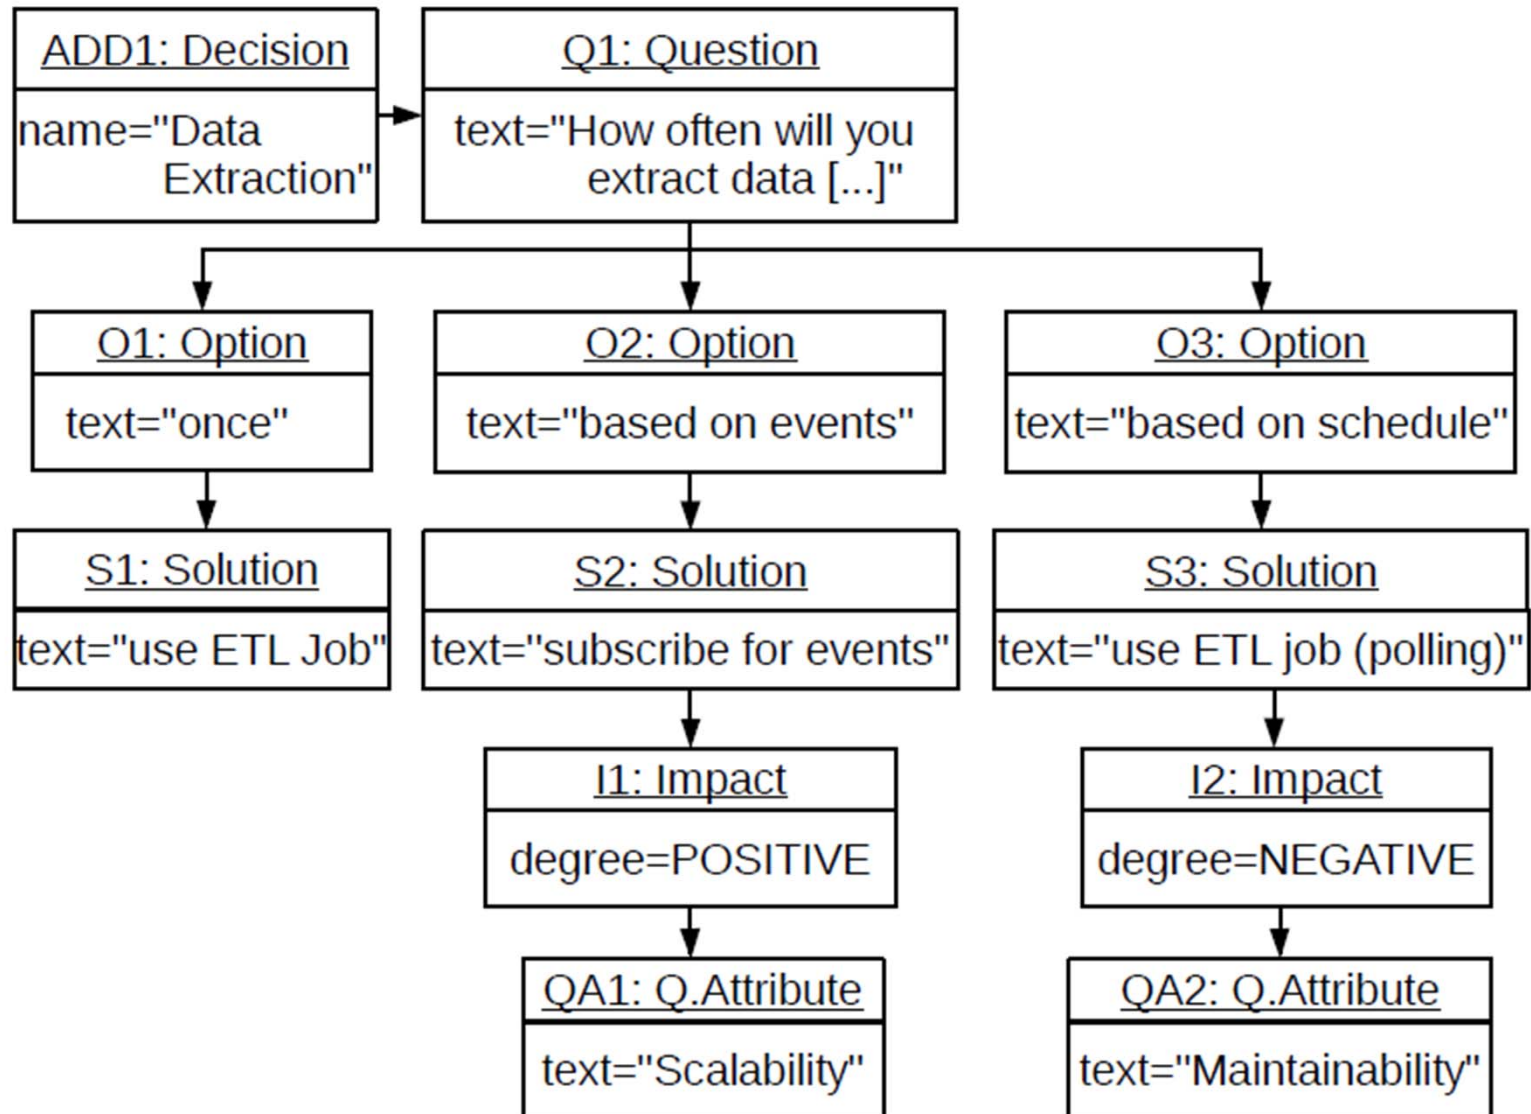 ADD1: Decision
name="Data
Extraction"
Q1: Question
text="How often will you
extract data [...]"
O1: Option
text="once"
O2: Option
text="based on events"
O3: Option
text="based on schedule"
S1: Solution
text="use ETL Job"
S2: Solution
text="subscribe for events"
S3: Solution
text="use ETL job (polling)"
I1: Impact
degree=POSITIVE
I2: Impact
degree=NEGATIVE
QA1: Q.Attribute
text="Scalability"
QA2: Q.Attribute
text="Maintainability"